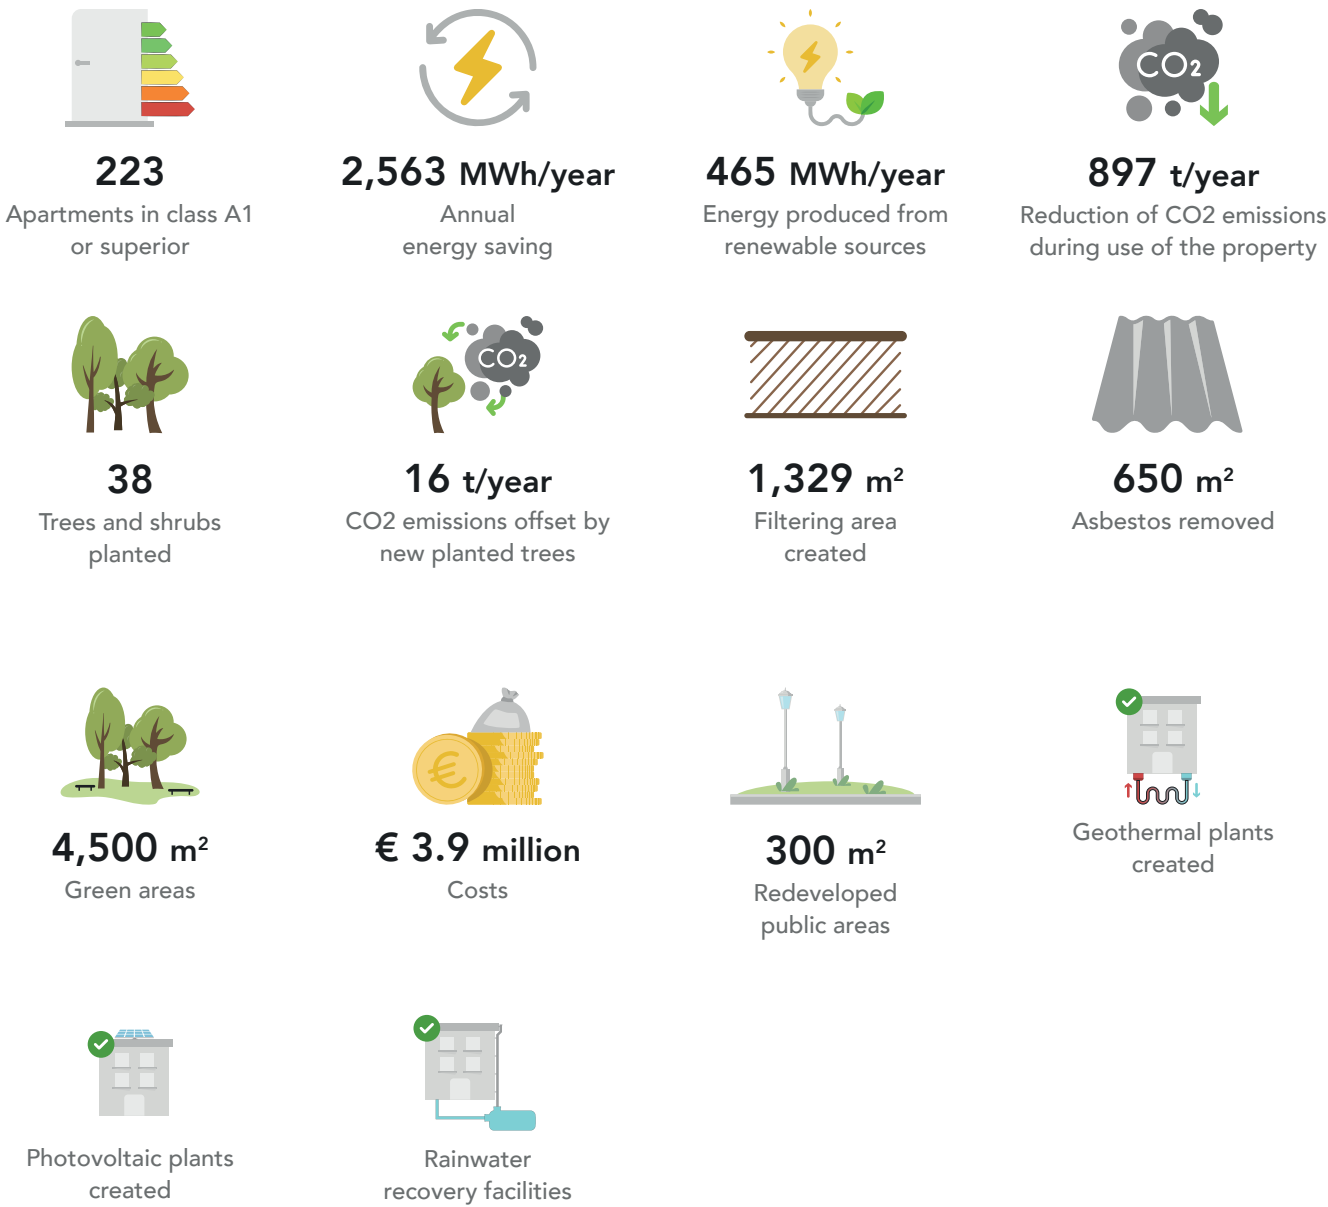 CO2
223
Apartments in class A1
or superior
2,563 MWh/year
Annual
energy saving
465 MWh/year
Energy produced from
renewable sources
897 t/year
Reduction of CO2 emissions
during use of the property
CO2
38
Trees and shrubs
planted
16 t/year
CO2 emissions offset by
new planted trees
1,329 m²
Filtering area
created
650 m²
Asbestos removed
€
4,500 m²
Green areas
€ 3.9 million
Costs
300 m²
Redeveloped
public areas
Geothermal plants
created
Photovoltaic plants
created
Rainwater
recovery facilities